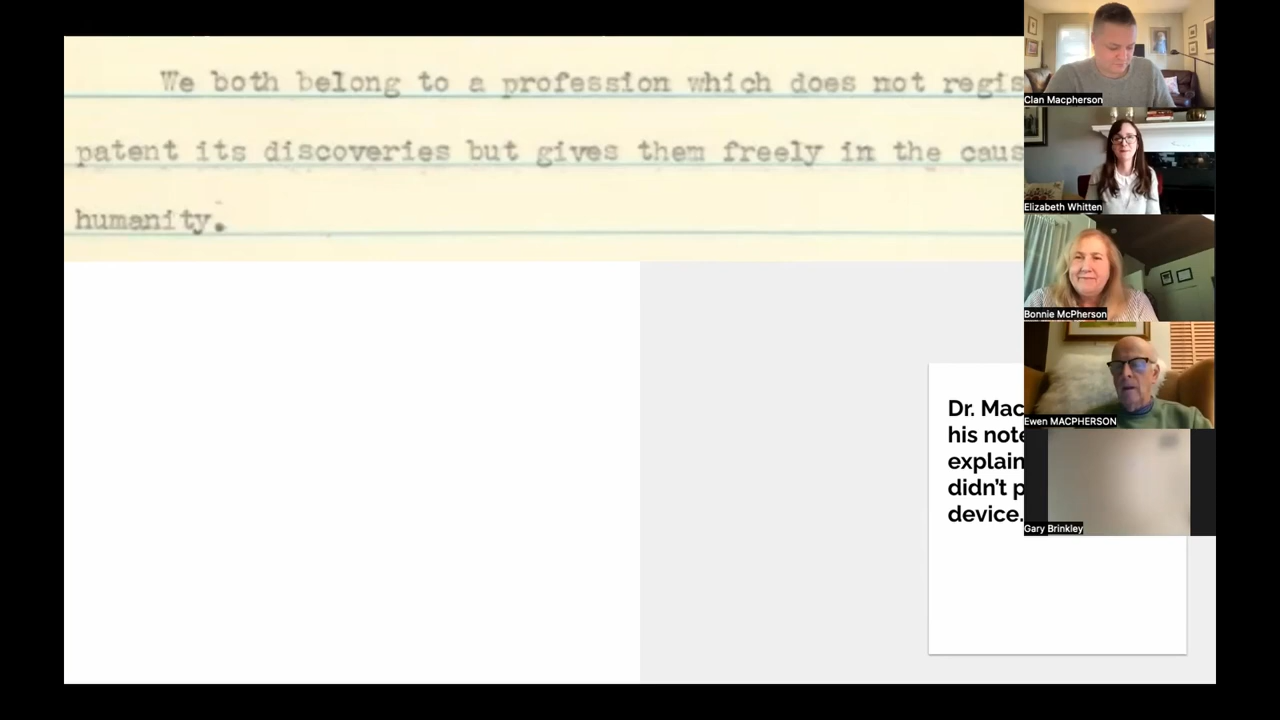 We both belong to a profession which does not regis
patent its discoveries but gives them freely in the caus
humanity.
Dr. Mac
his note
explain
didn't p
device.
Clan Macpherson
Elizabeth Whitten
Bonnie McPherson
Ewen MACPHERSON
Gary Brinkley